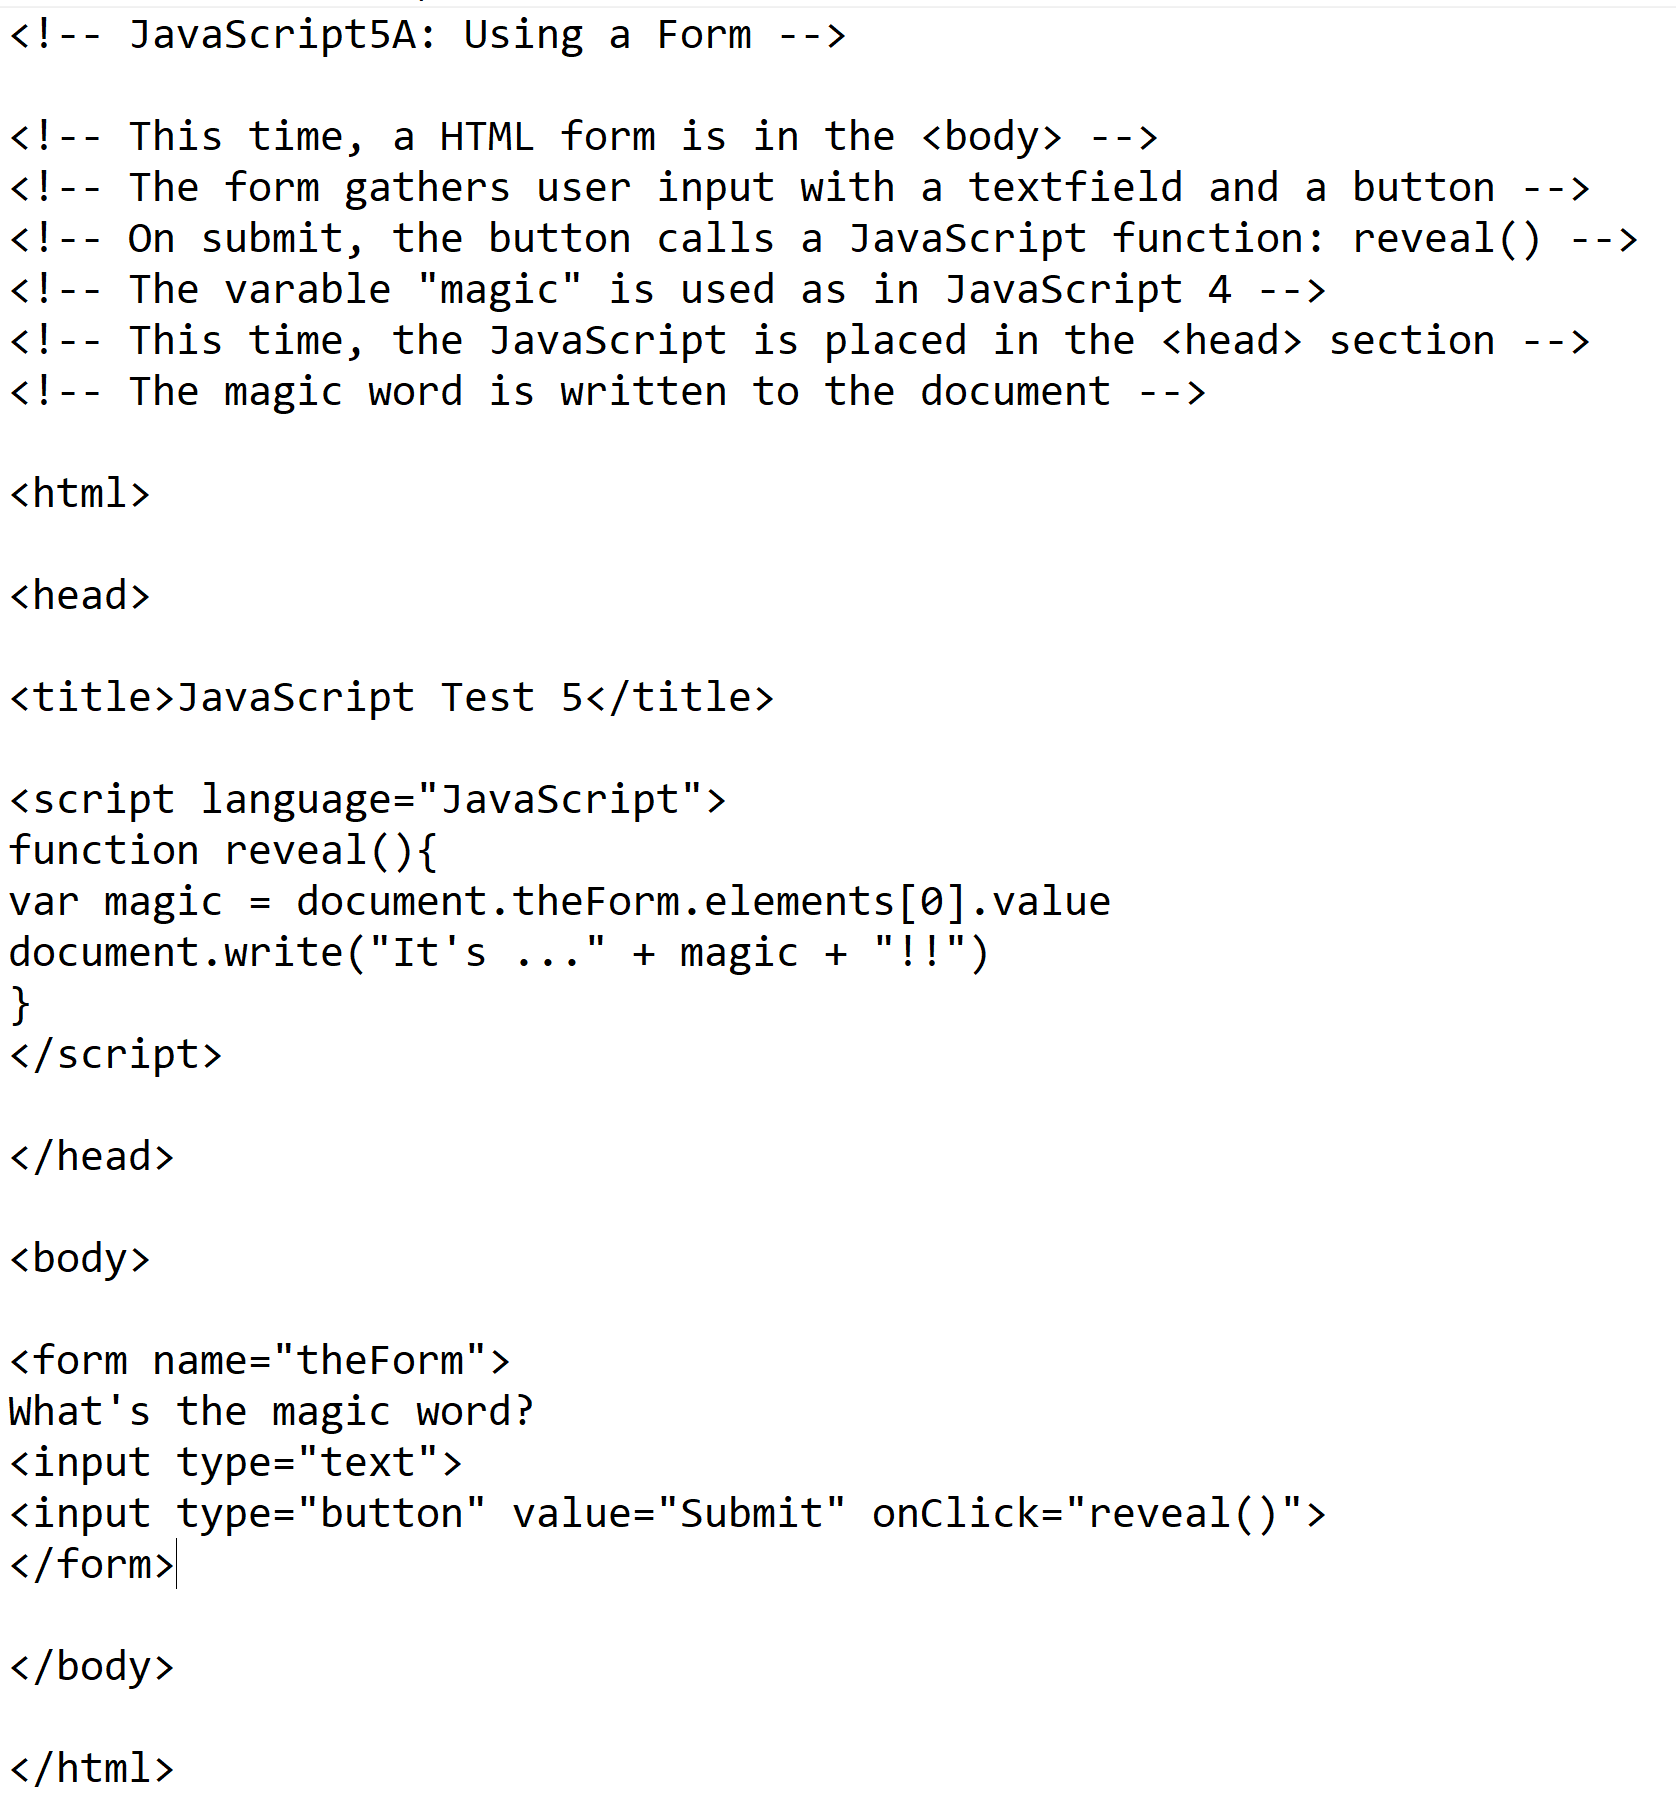 <!-- JavaScript5A: Using a Form -->
<!-- This time, a HTML form is in the <body> -->
<!-- The form gathers user input with a textfield and a button -->
<!-- On submit, the button calls a JavaScript function: reveal() -->
<!-- The varable "magic" is used as in JavaScript 4 -->
<!-- This time, the JavaScript is placed in the <head> section -->
<!-- The magic word is written to the document -->
<html>
<head>
<title>JavaScript Test 5</title>
<script language="JavaScript">
function reveal(){
var magic = document.theForm.elements[0].value
document.write("It's ..." + magic + "!!")
}
</script>
</head>
<body>
<form name="theForm">
What's the magic word?
<input type="text">
<input type="button" value="Submit" onClick="reveal()">
</form>
</body>
</html>